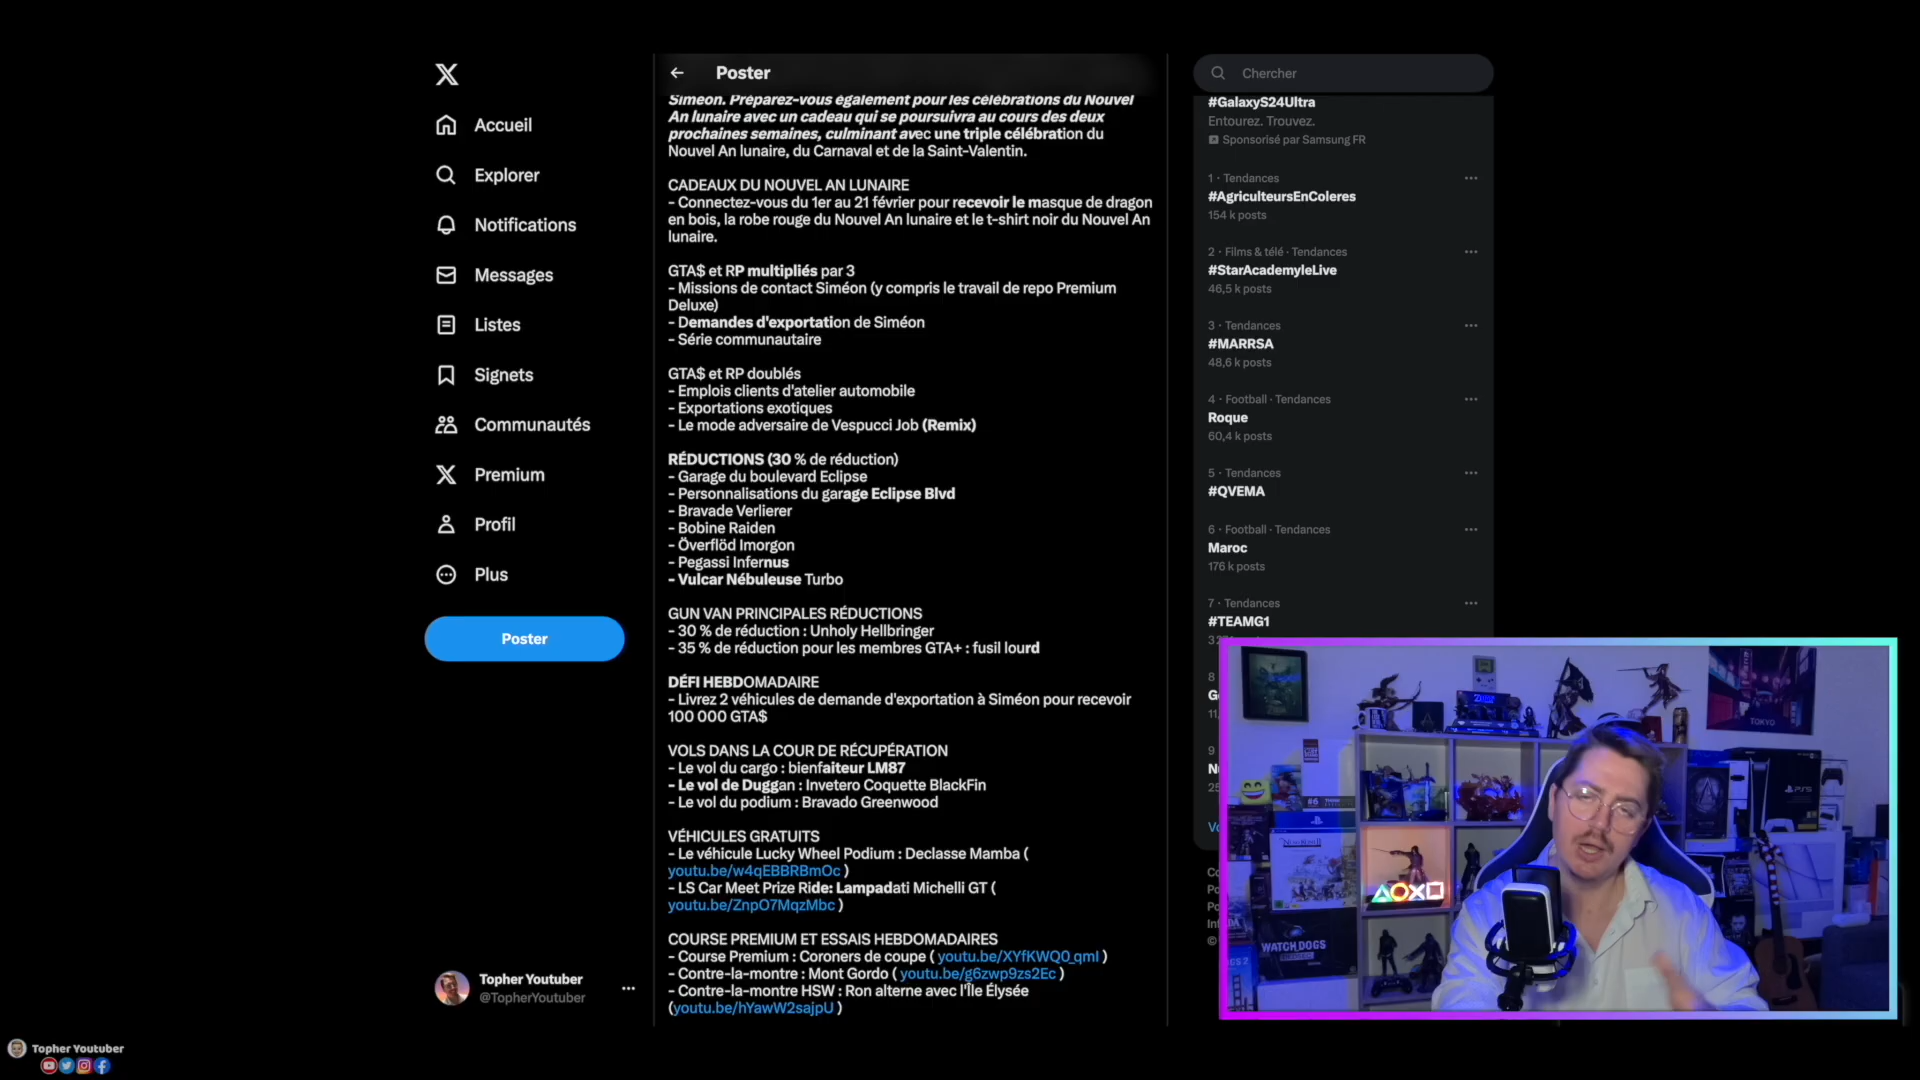 Accueil
Explorer
Notifications
Messages
Listes
Signets
Communautés
Premium
Profil
Plus
Poster
Topher Youtuber
@TopherYoutuber
Topher Youtuber
Poster
Siméon. Préparez-vous également pour les célébrations du Nouvel
An lunaire avec un cadeau qui se poursuivra au cours des deux
prochaines semaines, culminant avec une triple célébration du
Nouvel An lunaire, du Carnaval et de la Saint-Valentin.
CADEAUX DU NOUVEL AN LUNAIRE
- Connectez-vous du 1er au 21 février pour recevoir le masque de dragon
en bois, la robe rouge du Nouvel An lunaire et le t-shirt noir du Nouvel An
lunaire.
GTA$ et RP multipliés par 3
- Missions de contact Siméon (y compris le travail de repo Premium
Deluxe)
- Demandes d'exportation de Siméon
- Série communautaire
GTA$ et RP doublés
- Emplois clients d'atelier automobile
- Exportations exotiques
- Le mode adversaire de Vespucci Job (Remix)
RÉDUCTIONS (30 % de réduction)
- Garage du boulevard Eclipse
- Personnalisations du garage Eclipse Blvd
- Bravade Verlierer
- Bobine Raiden
- Överflöd Imorgon
- Pegassi Infernus
- Vulcar Nébuleuse Turbo
GUN VAN PRINCIPALES RÉDUCTIONS
- 30 % de réduction : Unholy Hellbringer
- 35 % de réduction pour les membres GTA+ : fusil lourd
DÉFI HEBDOMADAIRE
- Livrez 2 véhicules de demande d'exportation à Siméon pour recevoir
100 000 GTA$
VOLS DANS LA COUR DE RÉCUPÉRATION
- Le vol du cargo : bienfaiteur LM87
- Le vol de Duggan : Invetero Coquette BlackFin
- Le vol du podium : Bravado Greenwood
VÉHICULES GRATUITS
- Le véhicule Lucky Wheel Podium : Declasse Mamba (
youtu.be/w4qEBBRBmOc )
- LS Car Meet Prize Ride: Lampadati Michelli GT (
youtu.be/ZnpO7MqzMbc )
COURSE PREMIUM ET ESSAIS HEBDOMADAIRES
- Course Premium : Coroners de coupe ( youtu.be/XYfKWQ0_qmI )
- Contre-la-montre : Mont Gordo ( youtu.be/g6zwp9zs2Ec )
- Contre-la-montre HSW : Ron alterne avec l'Île Élysée
(youtu.be/hYawW2sajpU )
Chercher
#GalaxyS24Ultra
Entourez. Trouvez.
Sponsorisé par Samsung FR
1 · Tendances
#AgriculteursEnColeres
154 k posts
2 · Films & télé · Tendances
#StarAcademyleLive
46,5 k posts
3 · Tendances
#MARRSA
48,6 k posts
4 · Football · Tendances
Roque
60,4 k posts
5 · Tendances
#QVEMA
6 · Football · Tendances
Maroc
176 k posts
7 · Tendances
#TEAMG1
8
9
TOKYO
PS5
WATCH_DOGS